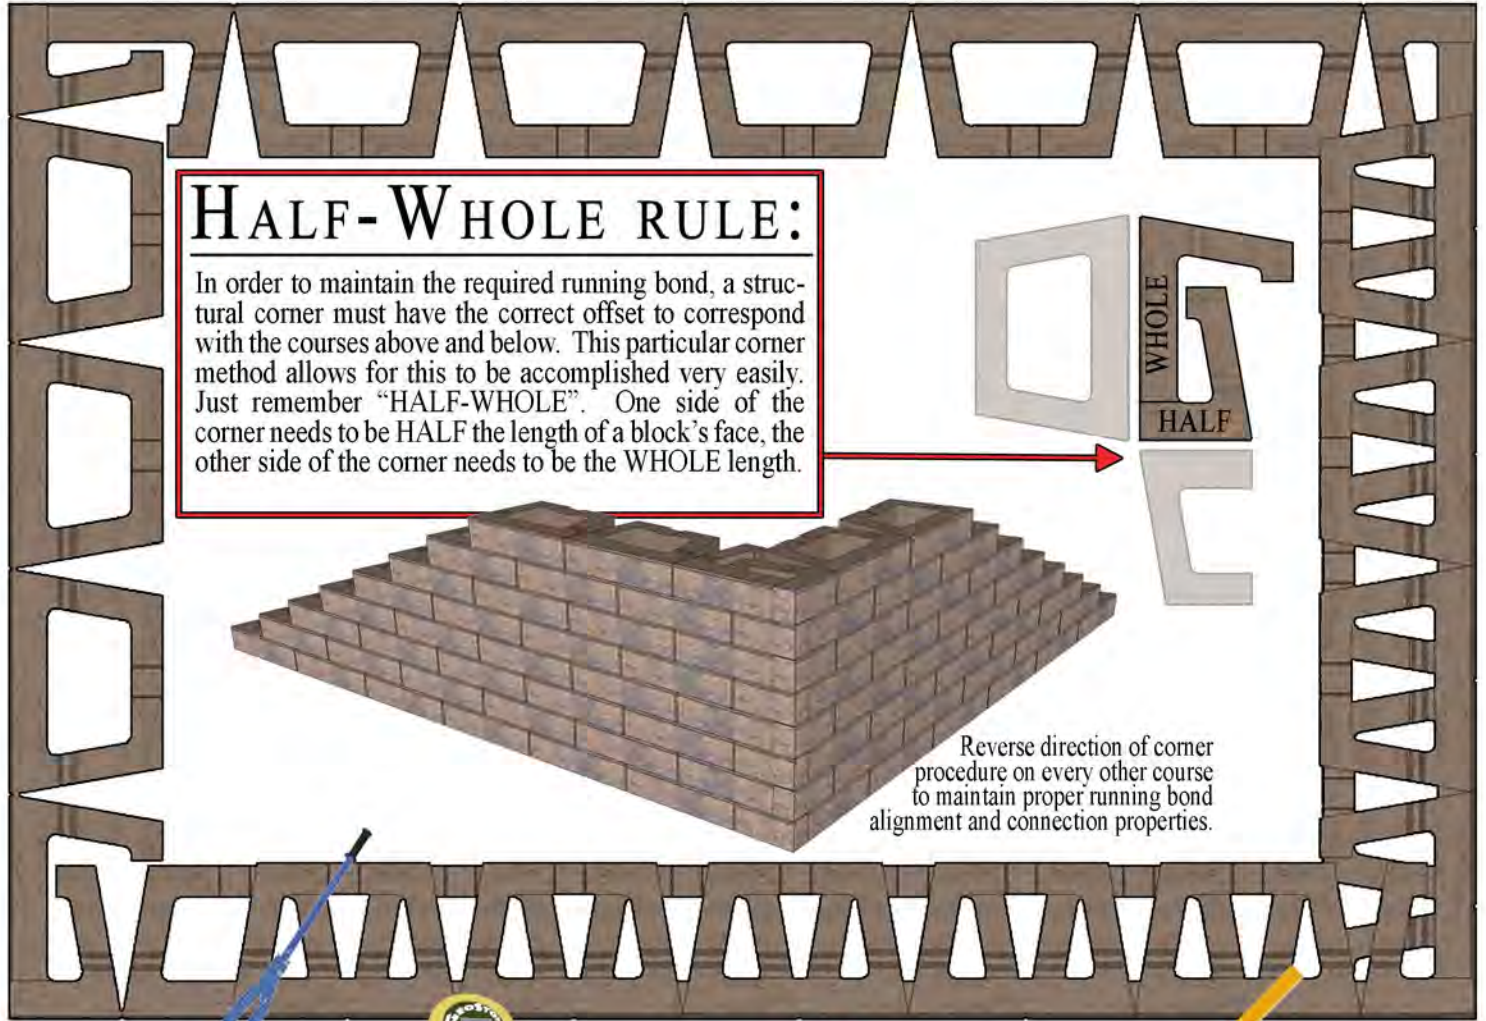 HALF-WHOLE RULE:
In order to maintain the required running bond, a struc-
tural corner must have the correct offset to correspond
with the courses above and below. This particular corner
method allows for this to be accomplished very easily.
Just remember “HALF-WHOLE”. One side of the
corner needs to be HALF the length of a block’s face, the
other side of the corner needs to be the WHOLE length.
WHOLE
HALF
Reverse direction of corner
procedure on every other course
to maintain proper running bond
alignment and connection properties.